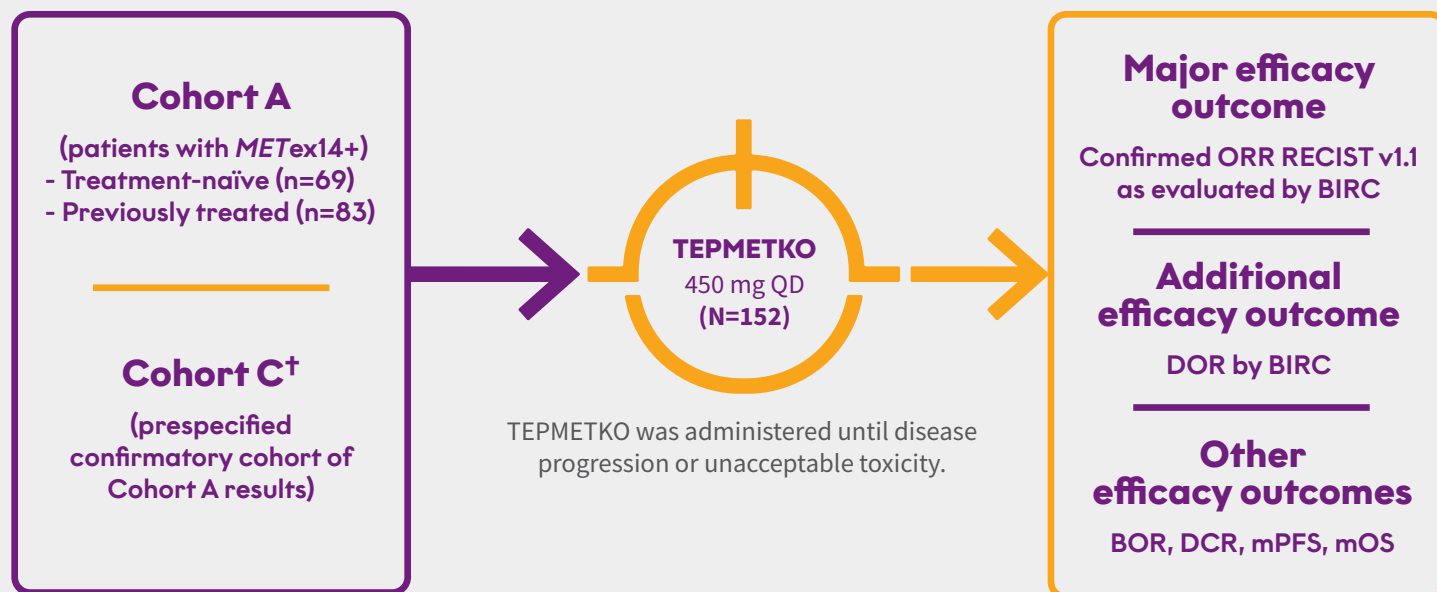 Cohort A
(patients with METex14+)
- Treatment-naïve (n=69)
- Previously treated (n=83)
Cohort C†
(prespecified
confirmatory cohort of
Cohort A results)
TEPMETKO
450 mg QD
(N=152)
TEPMETKO was administered until disease
progression or unacceptable toxicity.
Major efficacy
outcome
Confirmed ORR RECIST v1.1
as evaluated by BIRC
Additional
efficacy outcome
DOR by BIRC
Other
efficacy outcomes
BOR, DCR, mPFS, mOS